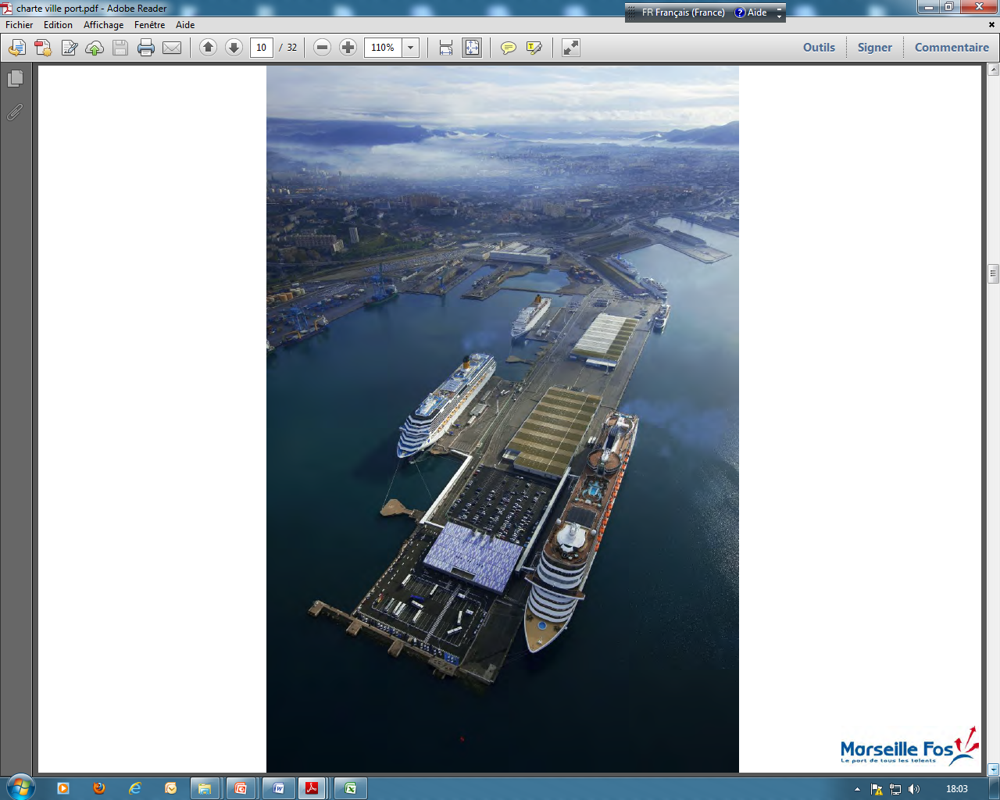 charte ville port.pdf - Adobe Reader
FR Français (France) Aide
Fichier Edition Affichage Fenêtre Aide
10 / 32 110% Outils Signer Commentaire
Marseille Fos
Le port de tous les talents
18:03